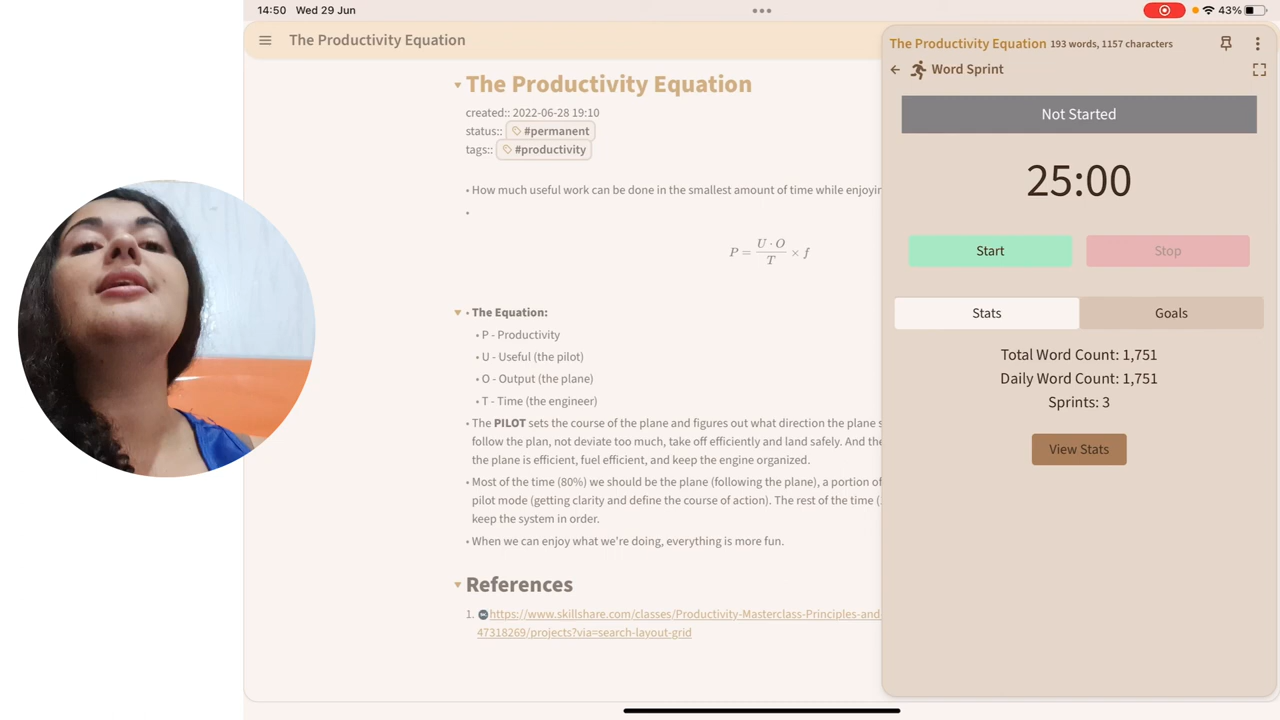 14:50 Wed 29 Jun
43%
The Productivity Equation
The Productivity Equation
created:: 2022-06-28 19:10
status:: #permanent
tags:: #productivity
• How much useful work can be done in the smallest amount of time while enjoyin
•
P = U · O / T × f
• The Equation:
• P - Productivity
• U - Useful (the pilot)
• O - Output (the plane)
• T - Time (the engineer)
• The PILOT sets the course of the plane and figures out what direction the plane s
follow the plan, not deviate too much, take off efficiently and land safely. And the
the plane is efficient, fuel efficient, and keep the engine organized.
• Most of the time (80%) we should be the plane (following the plane), a portion of
pilot mode (getting clarity and define the course of action). The rest of the time (
keep the system in order.
• When we can enjoy what we're doing, everything is more fun.
References
1. https://www.skillshare.com/classes/Productivity-Masterclass-Principles-and_
47318269/projects?via=search-layout-grid
The Productivity Equation 193 words, 1157 characters
Word Sprint
Not Started
25:00
Start Stop
Stats Goals
Total Word Count: 1,751
Daily Word Count: 1,751
Sprints: 3
View Stats